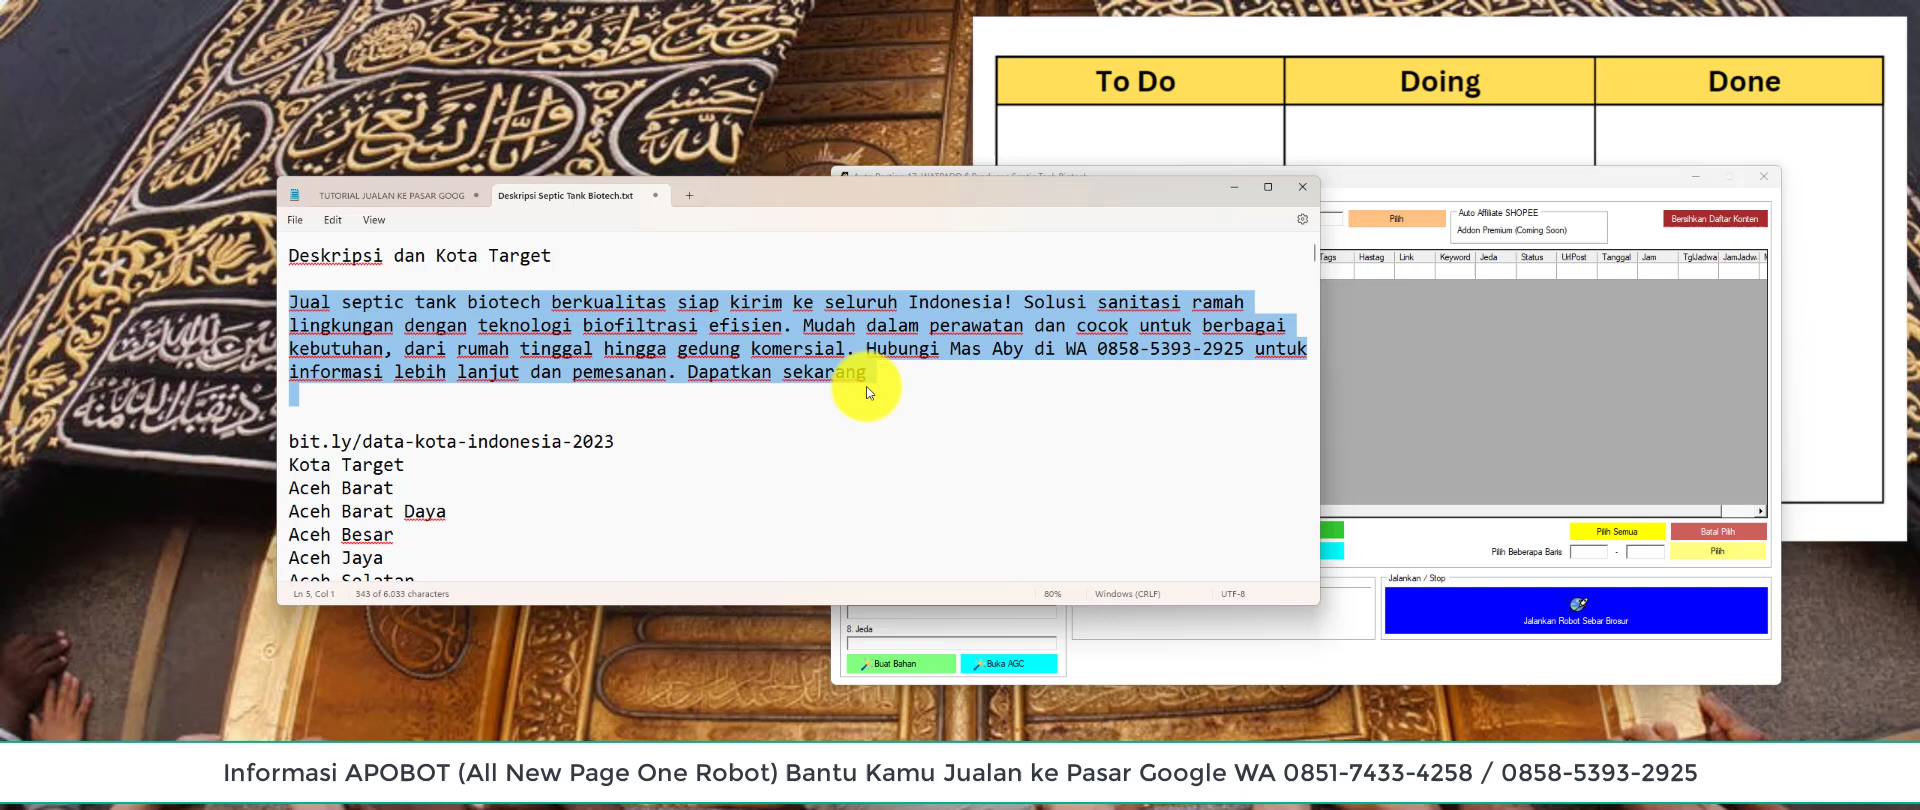 To Do
Doing
Done
TUTORIAL JUALAN KE PASAR GOOG
Deskripsi Septic Tank Biotech.txt
File
Edit
View
Deskripsi dan Kota Target
Jual septic tank biotech berkualitas siap kirim ke seluruh Indonesia! Solusi sanitasi ramah
lingkungan dengan teknologi biofiltrasi efisien. Mudah dalam perawatan dan cocok untuk berbagai
kebutuhan, dari rumah tinggal hingga gedung komersial. Hubungi Mas Aby di WA 0858-5393-2925 untuk
informasi lebih lanjut dan pemesanan. Dapatkan sekarang
bit.ly/data-kota-indonesia-2023
Kota Target
Aceh Barat
Aceh Barat Daya
Aceh Besar
Aceh Jaya
Aceh Selatan
Ln 5, Col 1
343 of 6.033 characters
80%
Windows (CRLF)
UTF-8
Pilih
Auto Affiliate SHOPEE
Addon Premium (Coming Soon)
Bersihkan Daftar Konten
Tags
Hastag
Link
Keyword
Jeda
Status
UrlPost
Tanggal
Jam
TglJadwa
JamJadw
Pilih Semua
Batal Pilih
Pilih Beberapa Baris
-
Pilih
Jalankan / Stop
Jalankan Robot Sebar Brosur
8. Jeda
Buat Bahan
Buka AGC
Informasi APOBOT (All New Page One Robot) Bantu Kamu Jualan ke Pasar Google WA 0851-7433-4258 / 0858-5393-2925